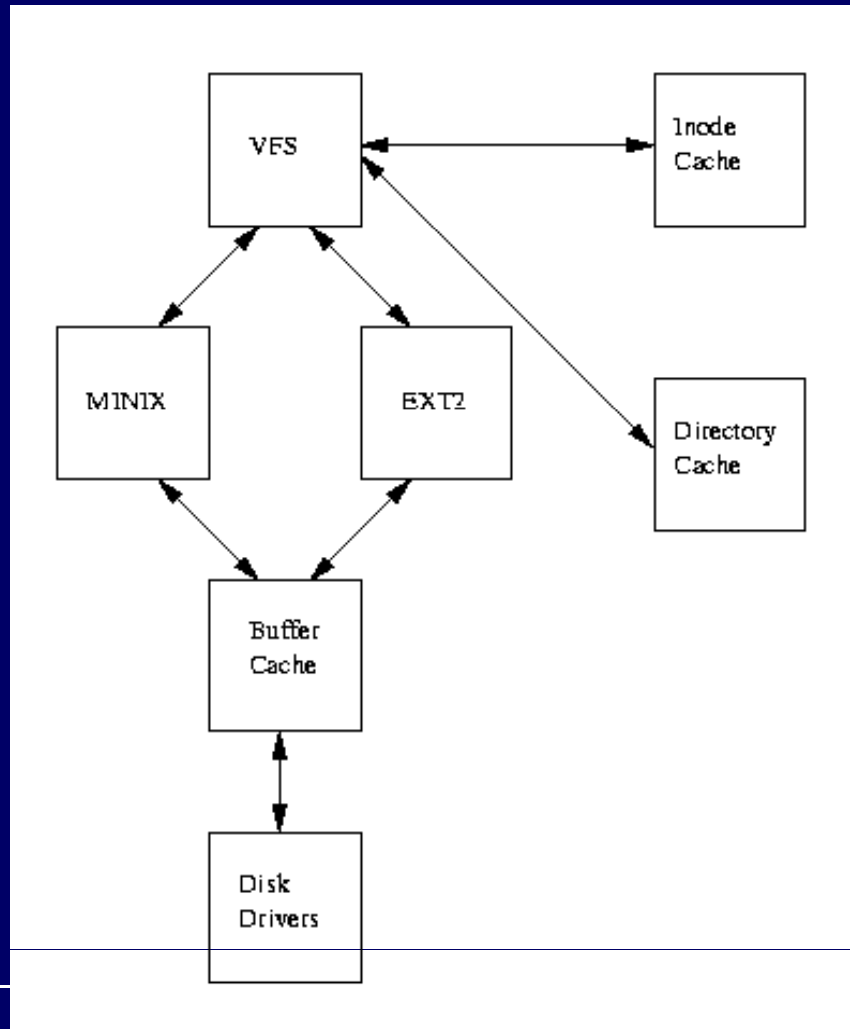 VFS
Inode
Cache
MINIX
EXT2
Directory
Cache
Buffer
Cache
Disk
Drivers